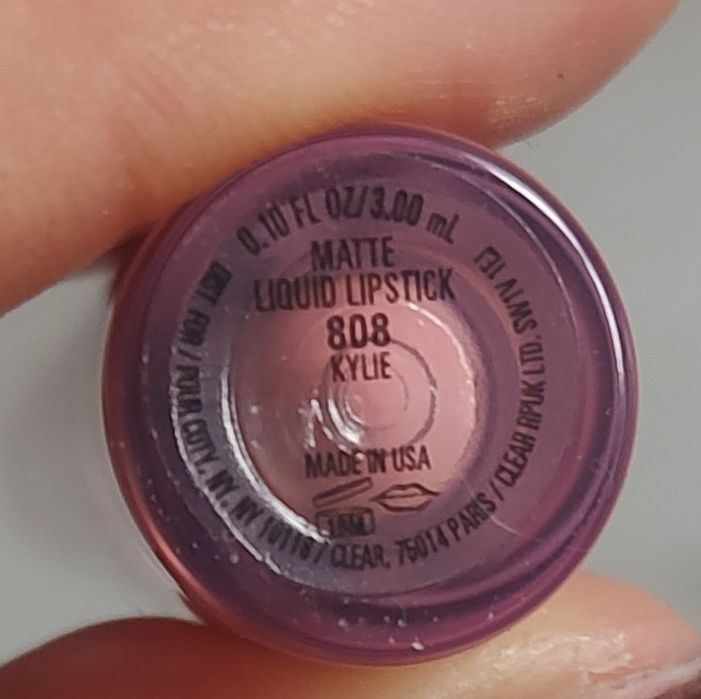 0.10 FL OZ/3.00 mL
MATTE
LIQUID LIPSTICK
808
KYLIE
MADE IN USA
DIST. FOR / POUR COTY, NY, NY 10118 / CLEAR, 75014 PARIS / CLEAR RPUK LTD, SW1V 1EJ